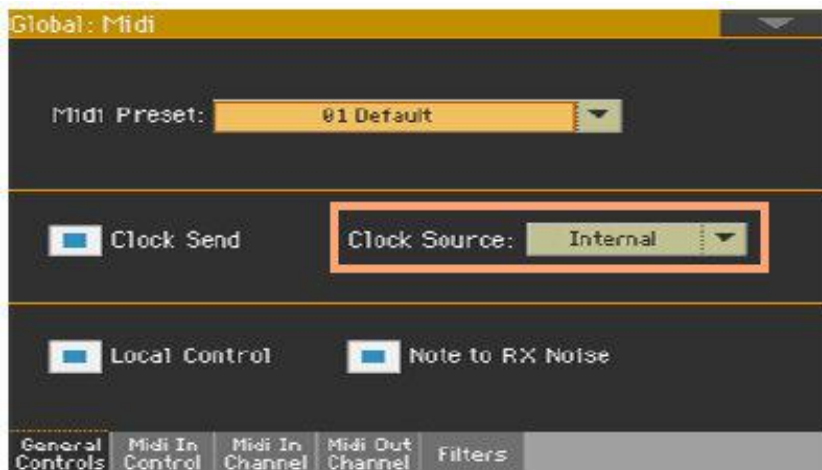 Global: Midi
Midi Preset: 01 Default
Clock Send Clock Source: Internal
Local Control Note to RX Noise
General Controls Midi In Control Midi In Channel Midi Out Channel Filters